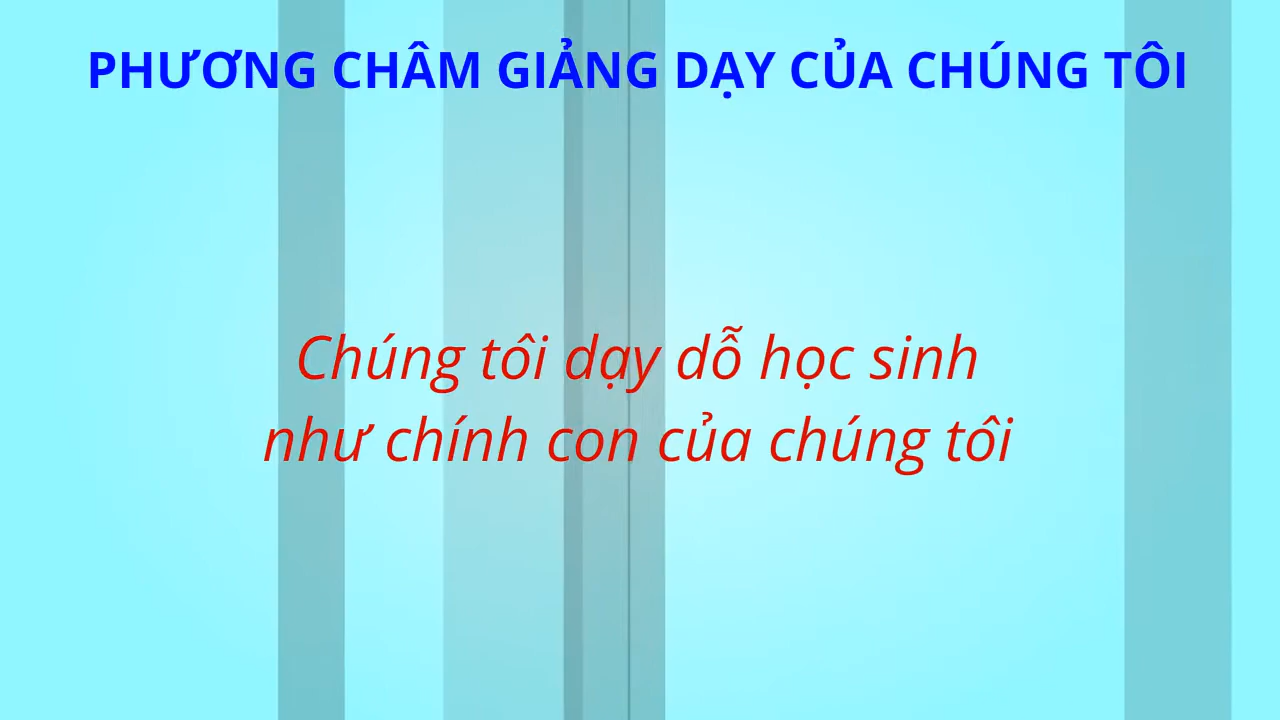 PHƯƠNG CHÂM GIẢNG DẠY CỦA CHÚNG TÔI
Chúng tôi dạy dỗ học sinh
như chính con của chúng tôi